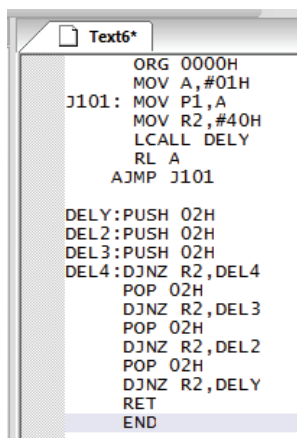 Text6*
ORG 0000H
MOV A,#01H
J101: MOV P1,A
MOV R2,#40H
LCALL DELY
RL A
AJMP J101
DELY:PUSH 02H
DEL2:PUSH 02H
DEL3:PUSH 02H
DEL4:DJNZ R2,DEL4
POP 02H
DJNZ R2,DEL3
POP 02H
DJNZ R2,DEL2
POP 02H
DJNZ R2,DELY
RET
END